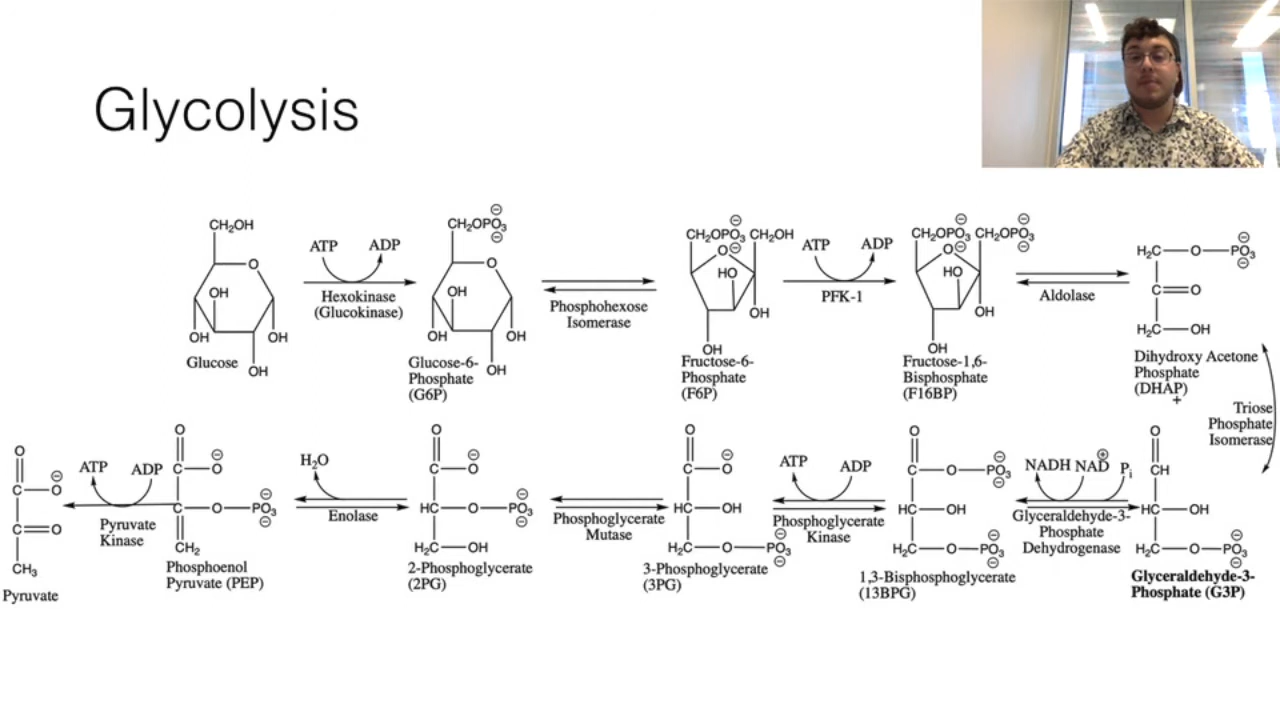 Glycolysis
CH₂OH
O
OH
OH
OH
OH
Glucose
ATP ADP
Hexokinase
(Glucokinase)
CH₂OPO₃
⊖
⊖
O
OH
OH
OH
OH
Glucose-6-
Phosphate
(G6P)
Phosphohexose
Isomerase
⊖
CH₂OPO₃ CH₂OH
O⊖
HO
OH
OH
Fructose-6-
Phosphate
(F6P)
ATP ADP
PFK-1
⊖ ⊖
CH₂OPO₃ CH₂OPO₃
O⊖ ⊖
HO
OH
OH
Fructose-1,6-
Bisphosphate
(F16BP)
Aldolase
⊖
H₂C—O—PO₃
⊖
C=O
H₂C—OH
Dihydroxy Acetone
Phosphate
(DHAP)
+
Triose
Phosphate
Isomerase
O
CH
HC—OH
⊖
H₂C—O—PO₃
⊖
Glyceraldehyde-3-
Phosphate (G3P)
NADH NAD⊕ Pᵢ
Glyceraldehyde-3-
Phosphate
Dehydrogenase
O
⊖
C—O—PO₃
⊖
HC—OH
⊖
H₂C—O—PO₃
⊖
1,3-Bisphosphoglycerate
(13BPG)
ATP ADP
Phosphoglycerate
Kinase
O
⊖
C—O
HC—OH
⊖
H₂C—O—PO₃
⊖
3-Phosphoglycerate
(3PG)
Phosphoglycerate
Mutase
O
⊖
C—O
⊖
HC—O—PO₃
⊖
H₂C—OH
2-Phosphoglycerate
(2PG)
H₂O
Enolase
O
⊖
C—O
⊖
C—O—PO₃
⊖
CH₂
Phosphoenol
Pyruvate (PEP)
ATP ADP
Pyruvate
Kinase
O
⊖
C—O
C=O
CH₃
Pyruvate